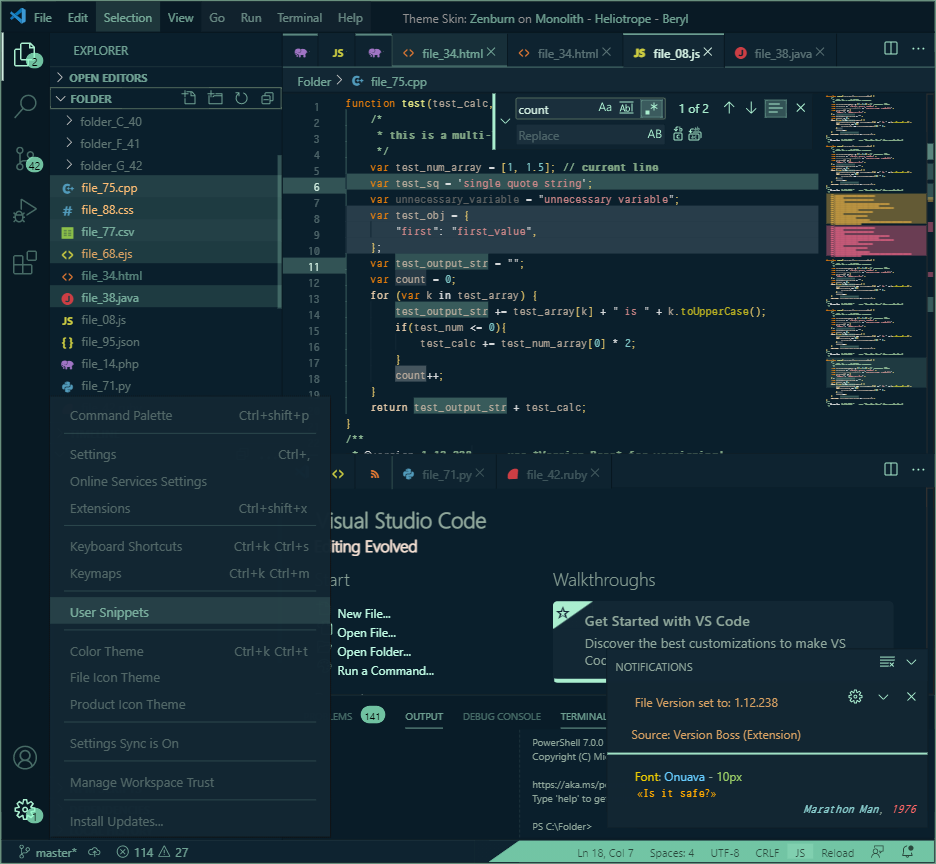 File Edit Selection View Go Run Terminal Help Theme Skin: Zenburn on Monolith - Heliotrope - Beryl
EXPLORER
2
OPEN EDITORS
FOLDER
folder_C_40
folder_F_41
folder_G_42
42
file_75.cpp
file_88.css
file_77.csv
file_68.ejs
file_34.html
file_38.java
file_08.js
file_95.json
file_14.php
file_71.py
JS file_34.html file_34.html JS file_08.js file_38.java
Folder > file_75.cpp
count Aa Abl .* 1 of 2
Replace AB
1 function test(test_calc,
2 /*
3 * this is a multi-
4 */
5 var test_num_array = [1, 1.5]; // current line
6 var test_sq = 'single quote string';
7 var unnecessary_variable = "unnecessary variable";
8 var test_obj = {
9 "first": "first_value",
10 };
11 var test_output_str = "";
12 var count = 0;
13 for (var k in test_array) {
14 test_output_str += test_array[k] + " is " + k.toUpperCase();
15 if(test_num <= 0){
16 test_calc += test_num_array[0] * 2;
17 }
18 count++;
19 }
return test_output_str + test_calc;
}
/**
Command Palette Ctrl+shift+p
Settings Ctrl+,
Online Services Settings
Extensions Ctrl+shift+x
Keyboard Shortcuts Ctrl+k Ctrl+s
Keymaps Ctrl+k Ctrl+m
User Snippets
Color Theme Ctrl+k Ctrl+t
File Icon Theme
Product Icon Theme
Settings Sync is On
Manage Workspace Trust
Install Updates...
1
file_71.py file_42.ruby
isual Studio Code
iting Evolved
art
New File...
Open File...
Open Folder...
Run a Command...
Walkthroughs
Get Started with VS Code
Discover the best customizations to make VS
NOTIFICATIONS
File Version set to: 1.12.238
Source: Version Boss (Extension)
Font: Onuava - 10px
«Is it safe?»
Marathon Man, 1976
LEMS 141 OUTPUT DEBUG CONSOLE TERMINAL
PowerShell 7.0.0
Copyright (C) Mi
https://aka.ms/p
Type 'help' to ge
PS C:\Folder>
master* 114 27 Ln 18, Col 7 Spaces: 4 UTF-8 CRLF JS Reload